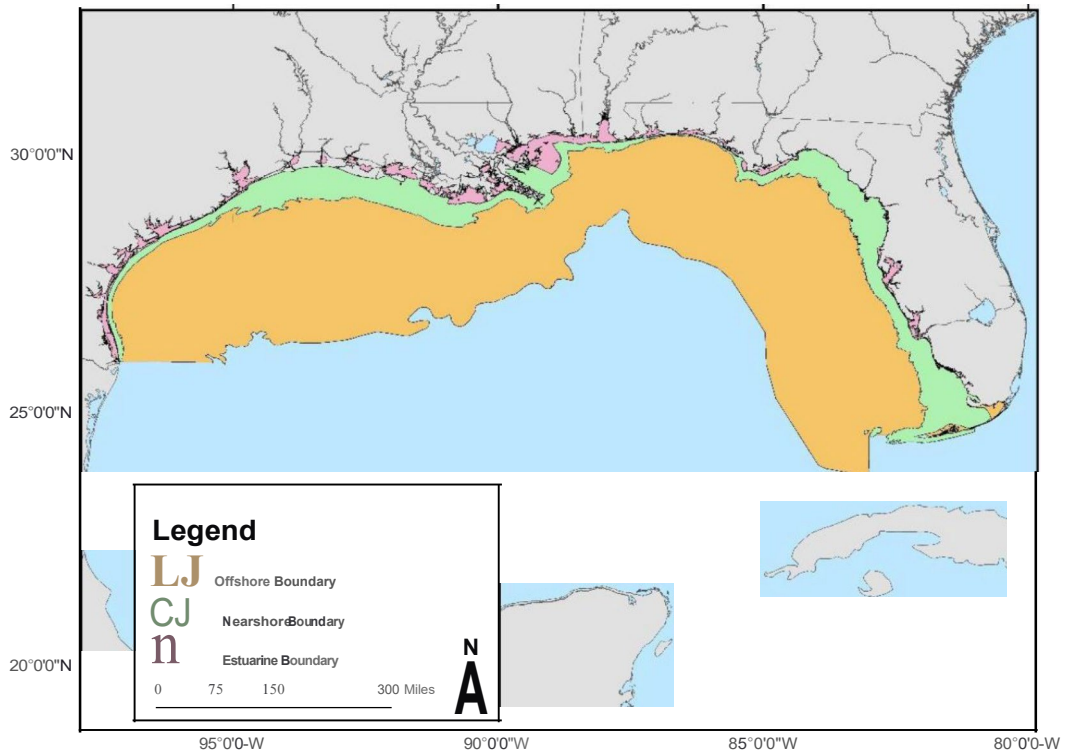 30°0'0"N
25°0'0"N
Legend
LJ Offshore Boundary
CJ NearshoreBoundary
n Estuarine Boundary
0 75 150 300 Miles
N
A
20°0'0"N
95°0'0-W 90°0'0'W 85°0'0'W 80°0'0-W